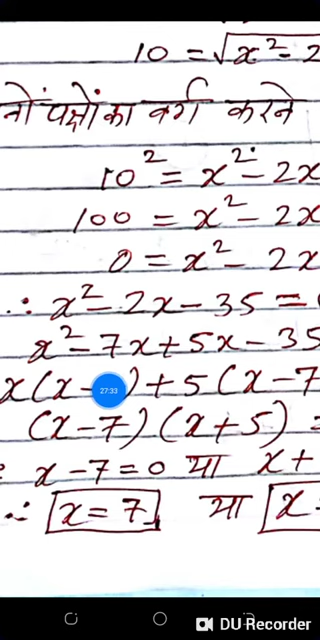 10 = √x² - 2
नों पक्षों का वर्ग करने
10² = x² - 2x
100 = x² - 2x
0 = x² - 2x
∴ x² - 2x - 35 =
x² - 7x + 5x - 35
x(x - ) + 5(x - 7
27:33
(x-7) (x+5) =
x - 7 = 0 या x +
∴ x = 7 या x =
DU Recorder